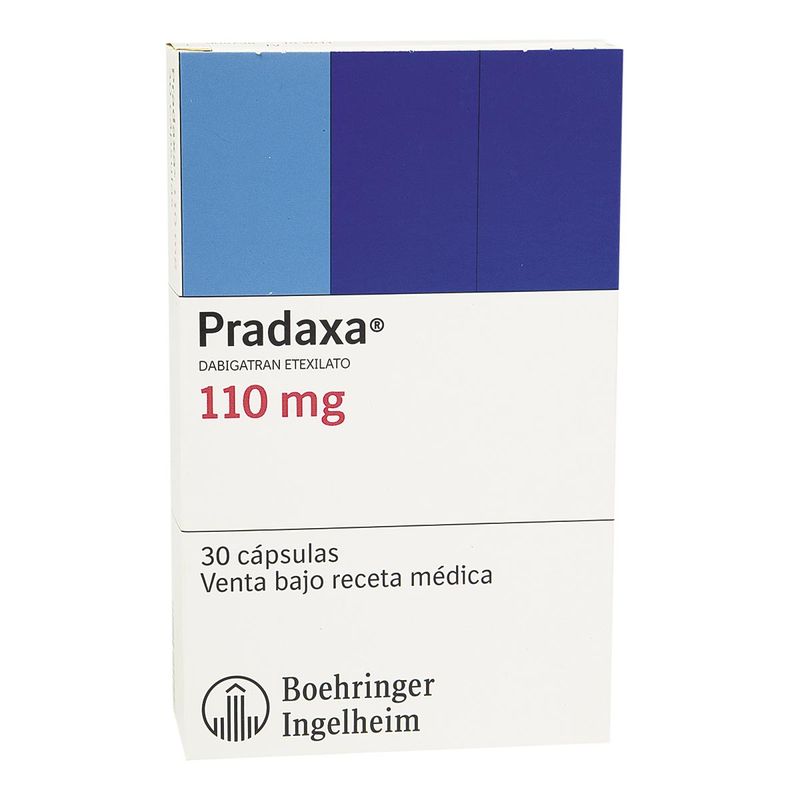 Pradaxa®
DABIGATRAN ETEXILATO
110 mg
30 cápsulas
Venta bajo receta médica
Boehringer
Ingelheim